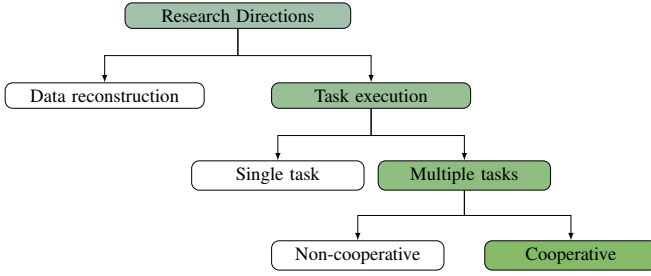 Research Directions
Data reconstruction
Task execution
Single task
Multiple tasks
Non-cooperative
Cooperative